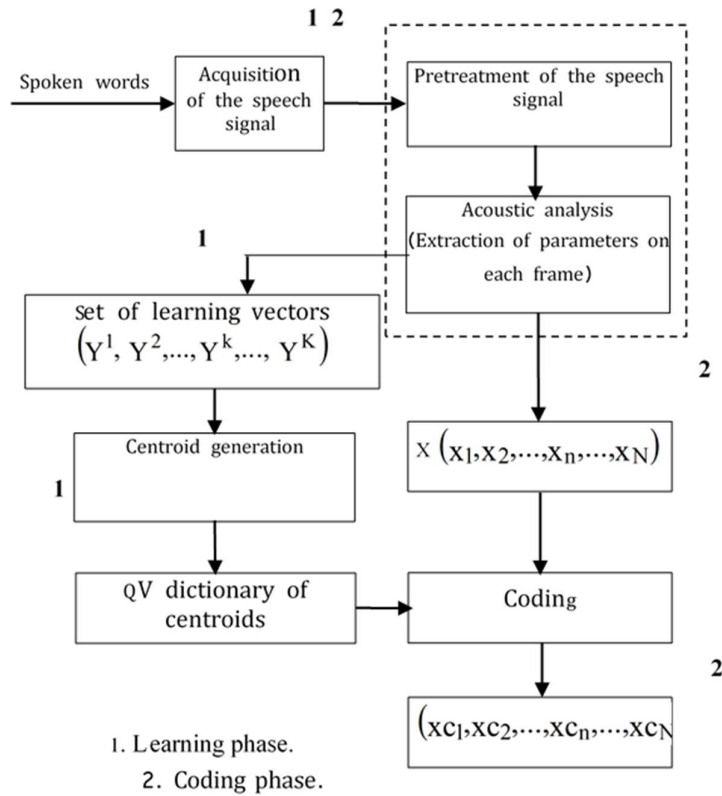 1 2
Spoken words
Acquisition
of the speech
signal
Pretreatment of the speech
signal
Acoustic analysis
(Extraction of parameters on
each frame)
1
Set of learning vectors
(Y¹, Y²,..., Yᵏ,..., Yᴷ)
2
Centroid generation
X (x₁,x₂,...,xₙ,...,x_N)
1
QV dictionary of
centroids
Coding
2
(xc₁,xc₂,...,xcₙ,...,xc_N
1. Learning phase.
2. Coding phase.